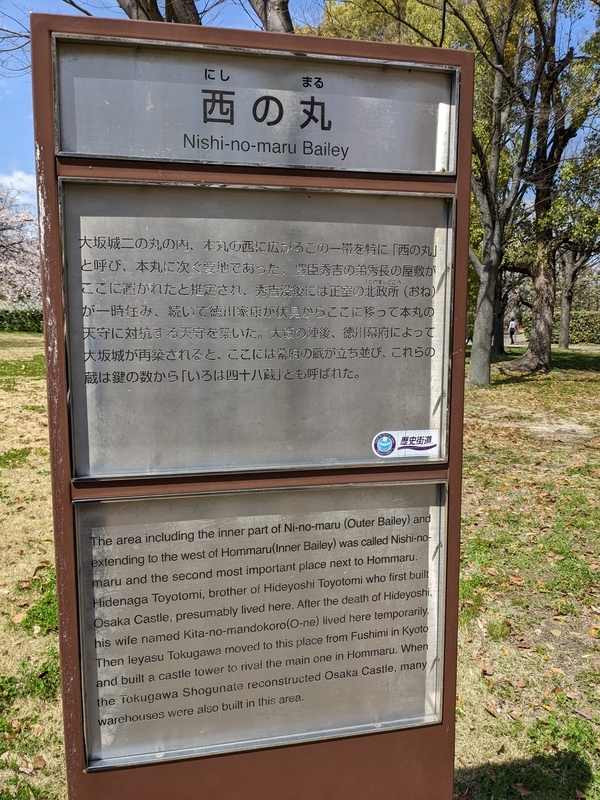 にし まる
西の丸
Nishi-no-maru Bailey
大坂城二の丸の内、本丸の西に広がるこの一帯を特に「西の丸」
と呼び、本丸に次ぐ要地であった。豊臣秀吉の弟秀長の屋敷が
ここに置かれたと推定され、秀吉没後には正室の北政所（おね）
が一時住み、続いて徳川家康が伏見からここに移って本丸の
天守に対抗する天守を築いた。大坂の陣後、徳川幕府によって
大坂城が再築されると、ここには幕府の蔵が立ち並び、これらの
蔵は鍵の数から「いろは四十八蔵」とも呼ばれた。
歴史街道
The area including the inner part of Ni-no-maru (Outer Bailey) and
extending to the west of Hommaru(Inner Bailey) was called Nishi-no-
maru and the second most important place next to Hommaru.
Hidenaga Toyotomi, brother of Hideyoshi Toyotomi who first built
Osaka Castle, presumably lived here. After the death of Hideyoshi,
his wife named Kita-no-mandokoro(O-ne) lived here temporarily.
Then Ieyasu Tokugawa moved to this place from Fushimi in Kyoto
and built a castle tower to rival the main one in Hommaru. When
the Tokugawa Shogunate reconstructed Osaka Castle, many
warehouses were also built in this area.